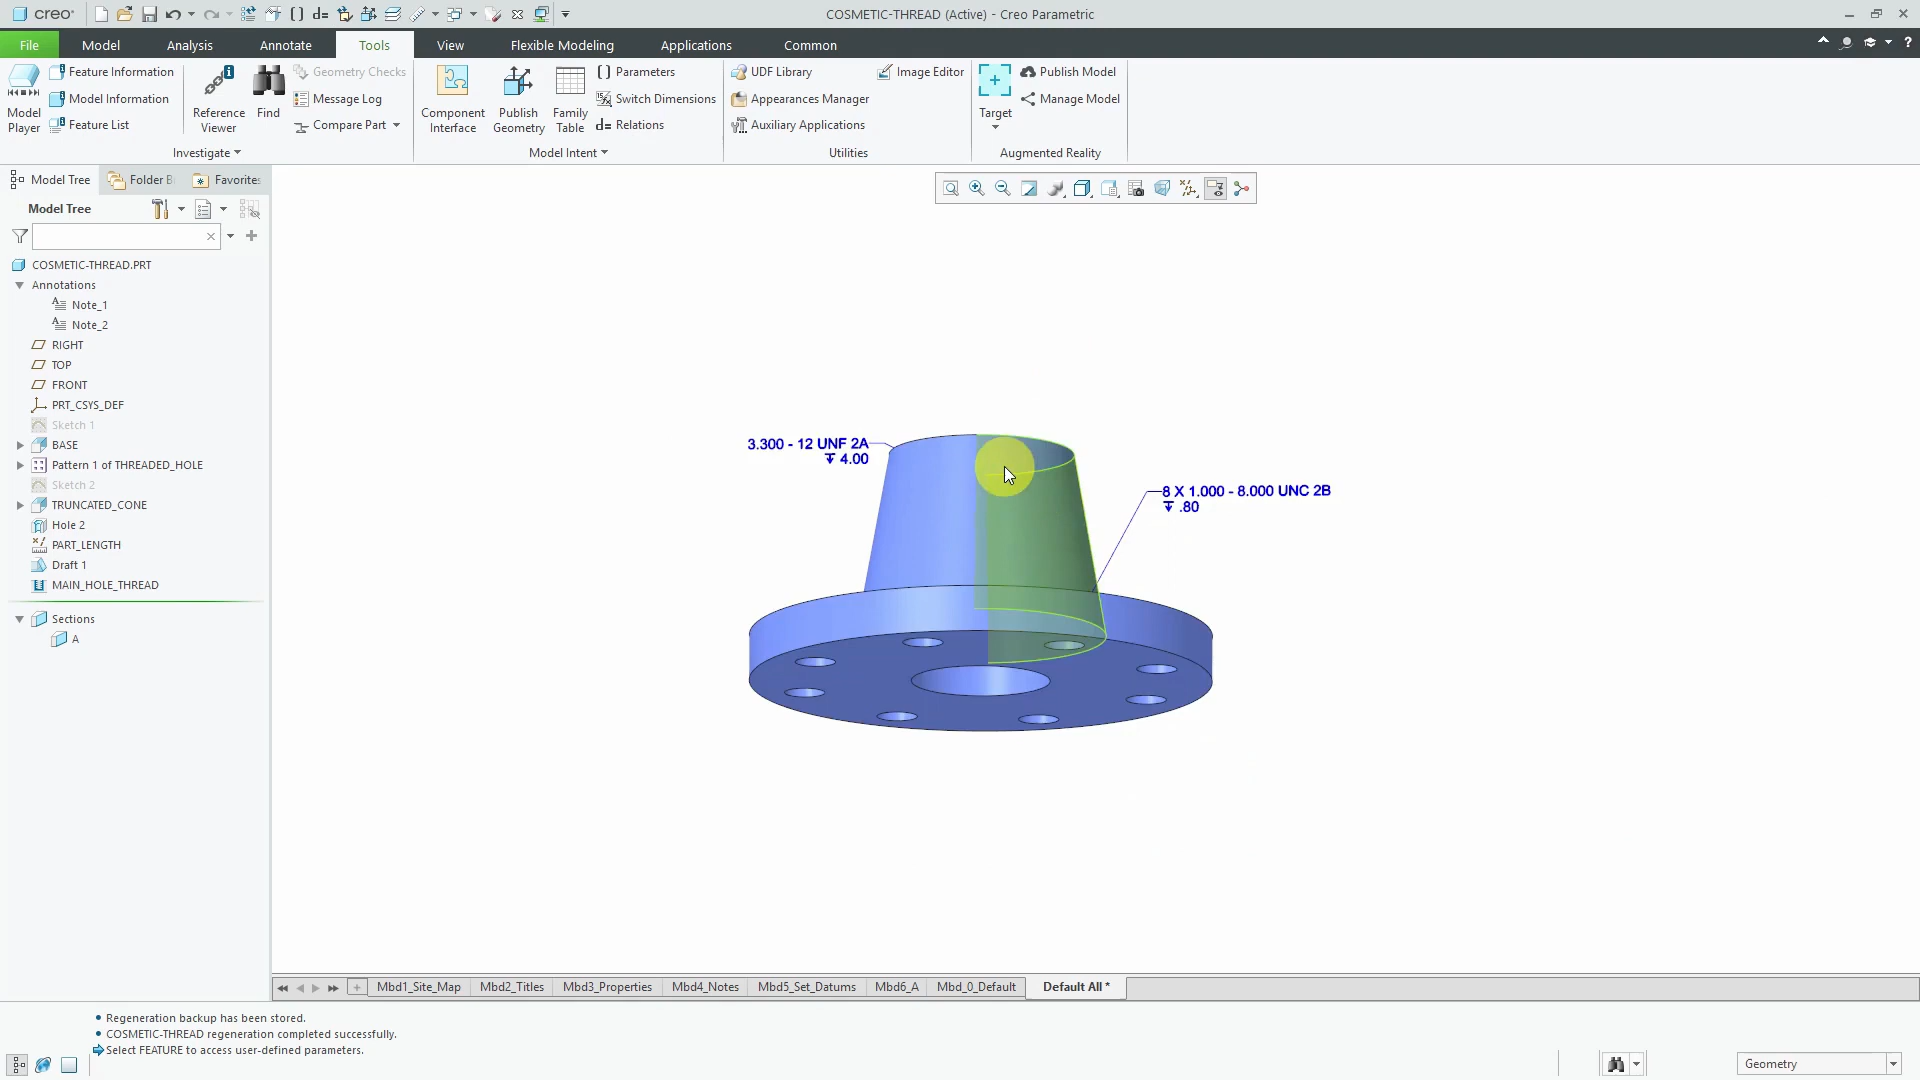 creo
COSMETIC-THREAD (Active) - Creo Parametric
File Model Analysis Annotate Tools View Flexible Modeling Applications Common
Model Player
Feature Information
Model Information
Feature List
Reference Viewer
Find
Geometry Checks
Message Log
Compare Part
Investigate
Component Interface
Publish Geometry
Family Table
Parameters
Switch Dimensions
d= Relations
Model Intent
UDF Library
Appearances Manager
Auxiliary Applications
Image Editor
Utilities
Target
Publish Model
Manage Model
Augmented Reality
Model Tree Folder B Favorites
Model Tree
COSMETIC-THREAD.PRT
Annotations
Note_1
Note_2
RIGHT
TOP
FRONT
PRT_CSYS_DEF
Sketch 1
BASE
Pattern 1 of THREADED_HOLE
Sketch 2
TRUNCATED_CONE
Hole 2
PART_LENGTH
Draft 1
MAIN_HOLE_THREAD
Sections
A
3.300 - 12 UNF 2A
↧ 4.00
8 X 1.000 - 8.000 UNC 2B
↧ .80
Mbd1_Site_Map Mbd2_Titles Mbd3_Properties Mbd4_Notes Mbd5_Set_Datums Mbd6_A Mbd_0_Default Default All *
• Regeneration backup has been stored.
• COSMETIC-THREAD regeneration completed successfully.
Select FEATURE to access user-defined parameters.
Geometry